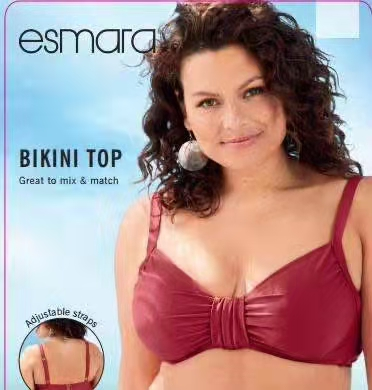 esmara
BIKINI TOP
Great to mix & match
Adjustable straps